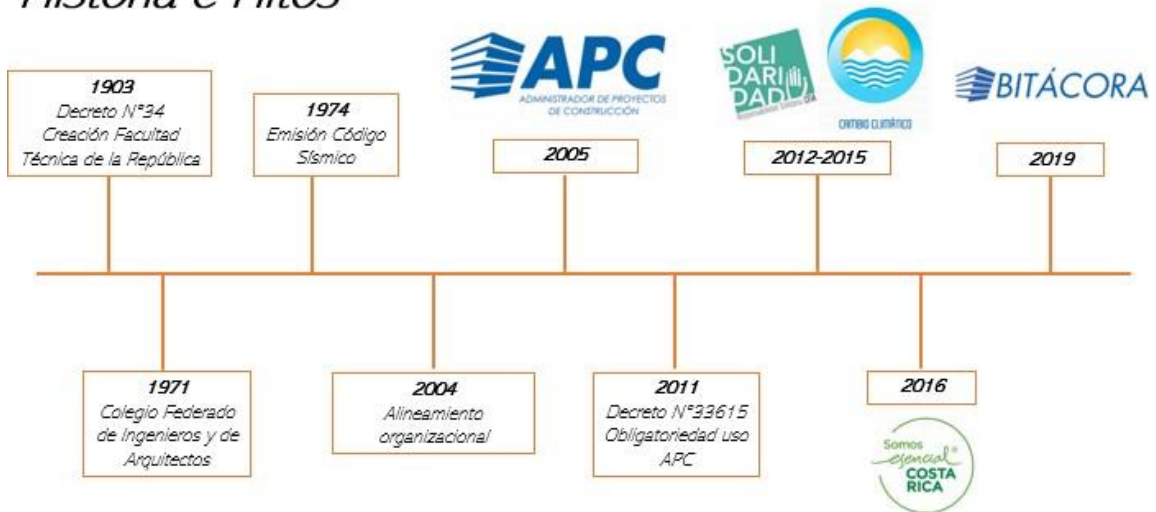 Historia e Hitos
APC
ADMINISTRADOR DE PROYECTOS
DE CONSTRUCCIÓN
SOLI
DARI
DAD
CAMBIO CLIMÁTICO
BITÁCORA
1903
Decreto N°34
Creación Facultad
Técnica de la República
1974
Emisión Código
Sísmico
2005
2012-2015
2019
1971
Colegio Federado
de Ingenieros y de
Arquitectos
2004
Alineamiento
organizacional
2011
Decreto N°33615
Obligatoriedad uso
APC
2016
Somos
esencial
COSTA
RICA